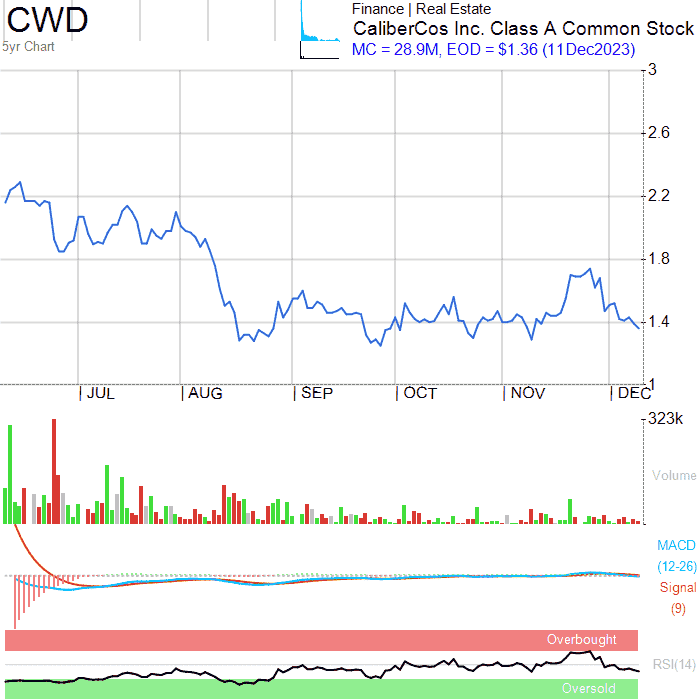 CWD
5yr Chart
Finance | Real Estate
CaliberCos Inc. Class A Common Stock
MC = 28.9M, EOD = $1.36 (11Dec2023)
3
2.6
2.2
1.8
1.4
1
| JUL | AUG | SEP | OCT | NOV | DEC
323k
Volume
MACD
(12-26)
Signal
(9)
Overbought
RSI(14)
Oversold